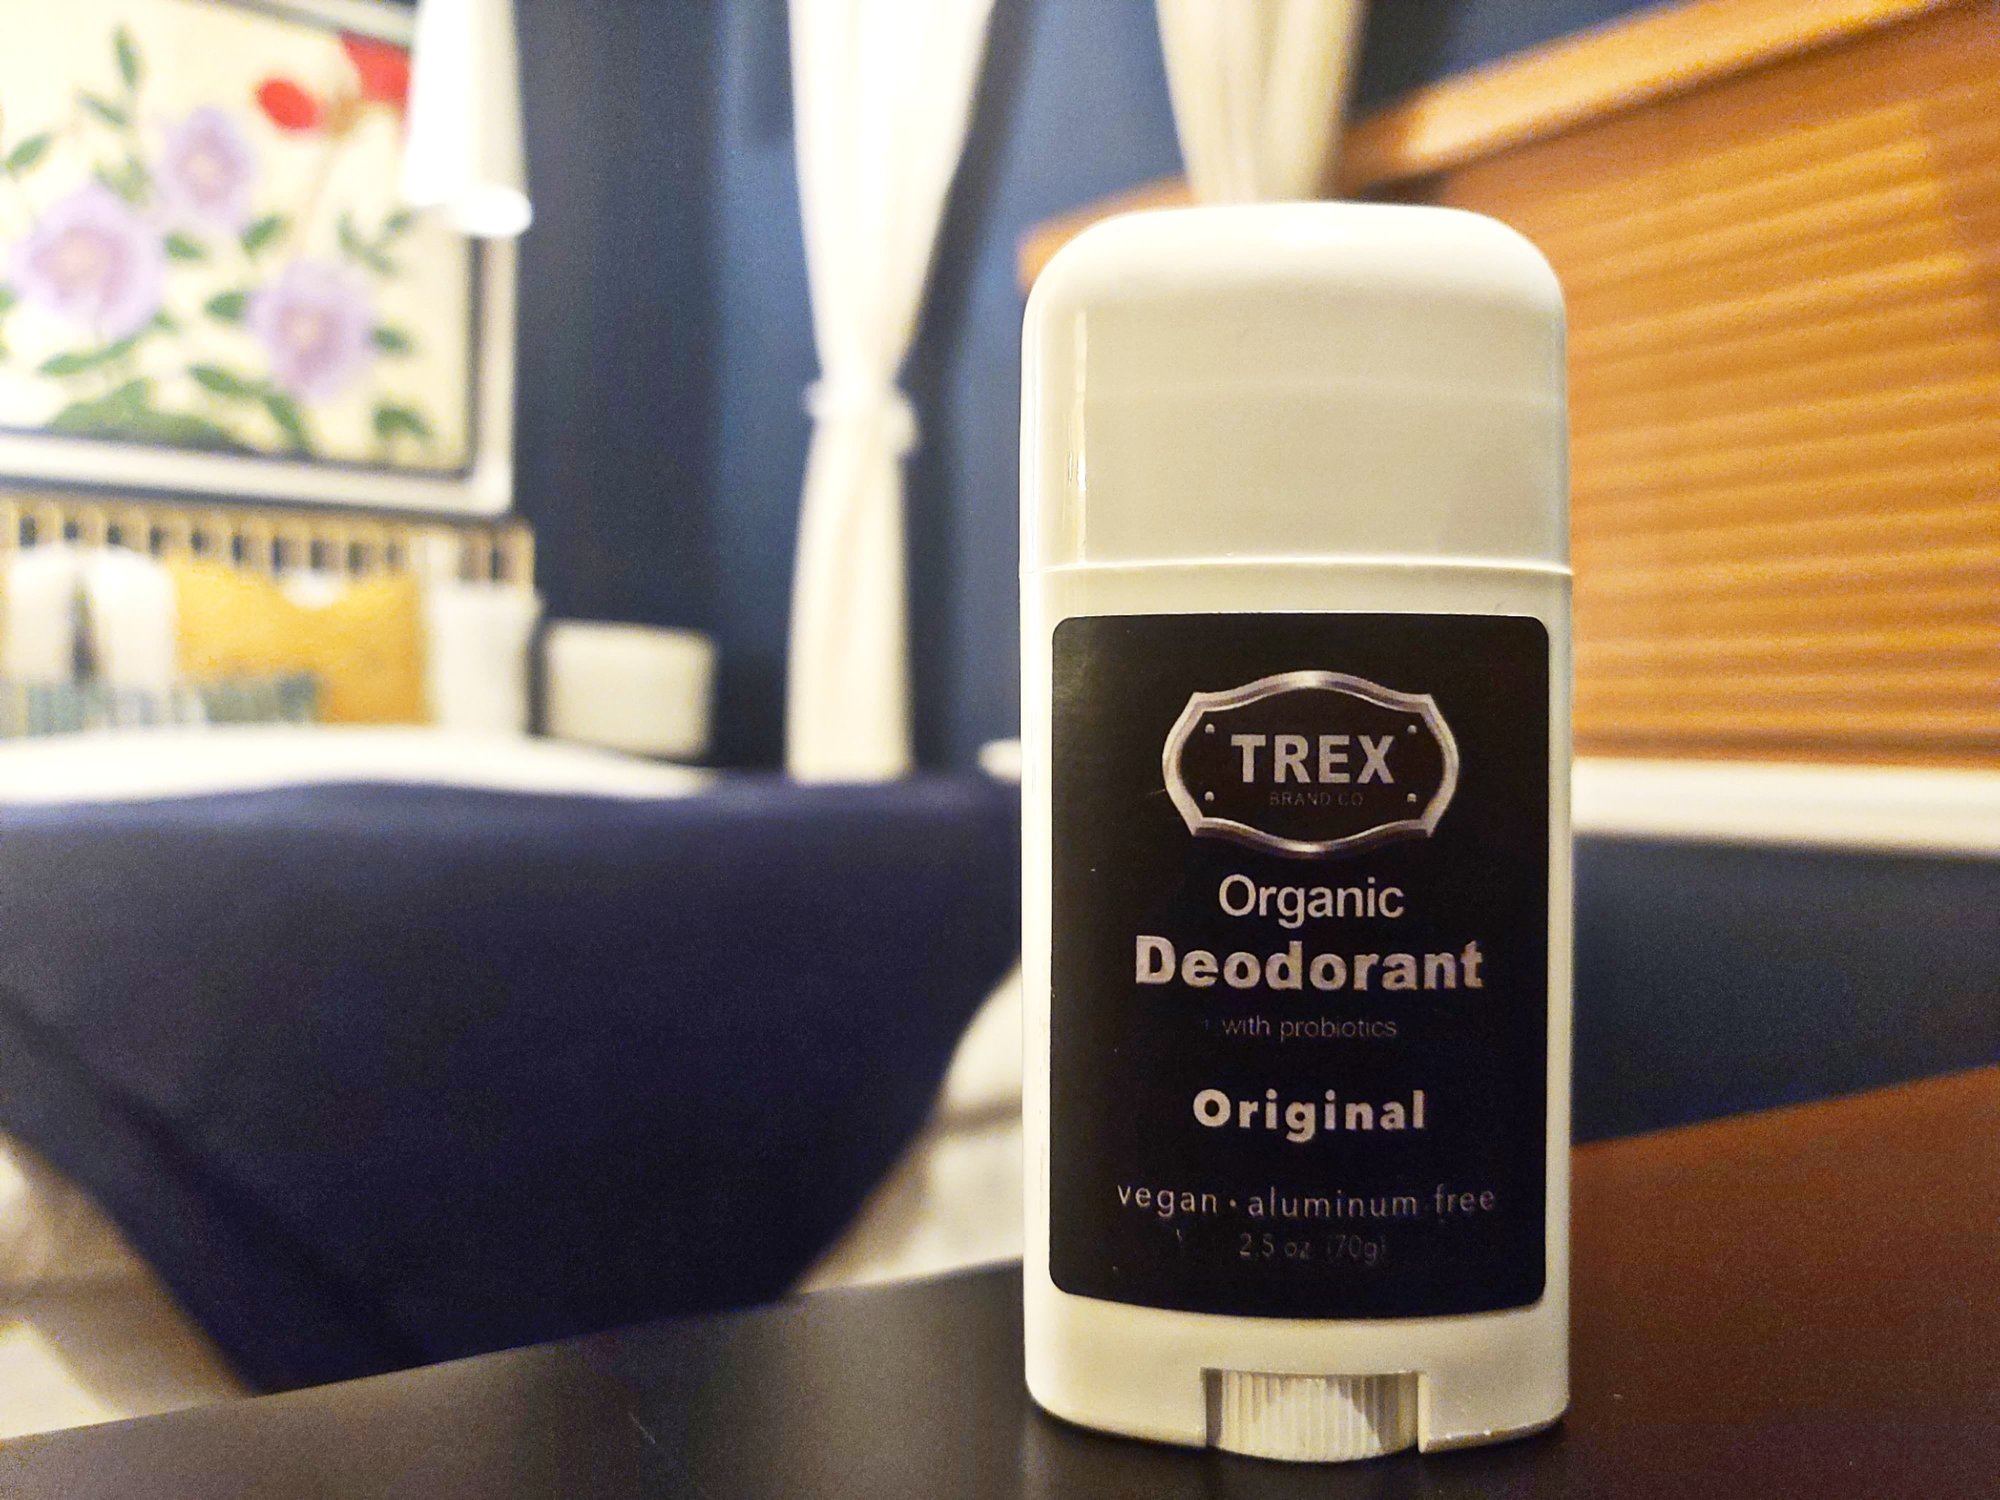 TREX
BRAND CO
Organic
Deodorant
with probiotics
Original
vegan • aluminum free
2.5 oz (70g)